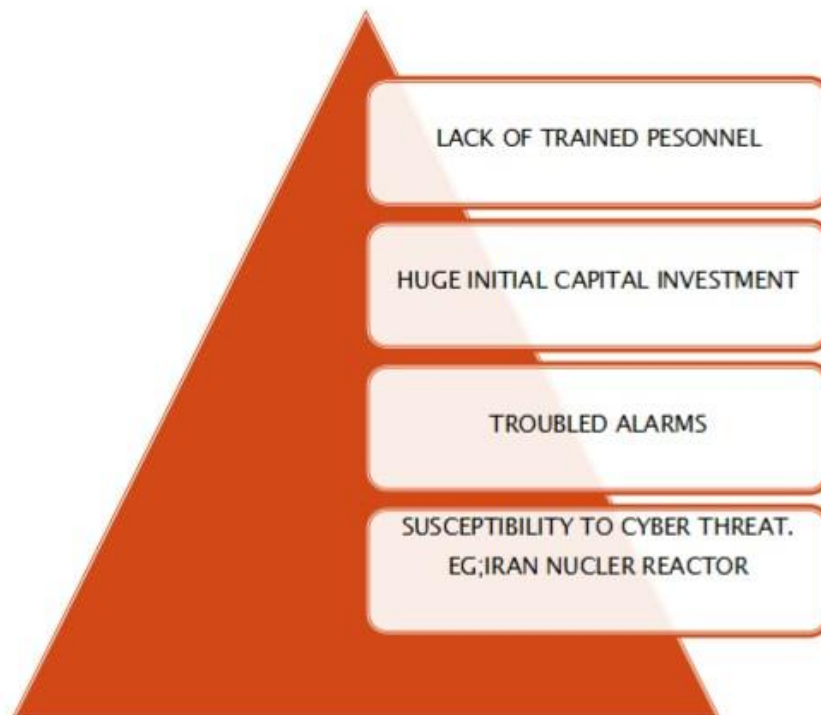 LACK OF TRAINED PESONNEL
HUGE INITIAL CAPITAL INVESTMENT
TROUBLED ALARMS
SUSCEPTIBILITY TO CYBER THREAT.
EG;IRAN NUCLER REACTOR